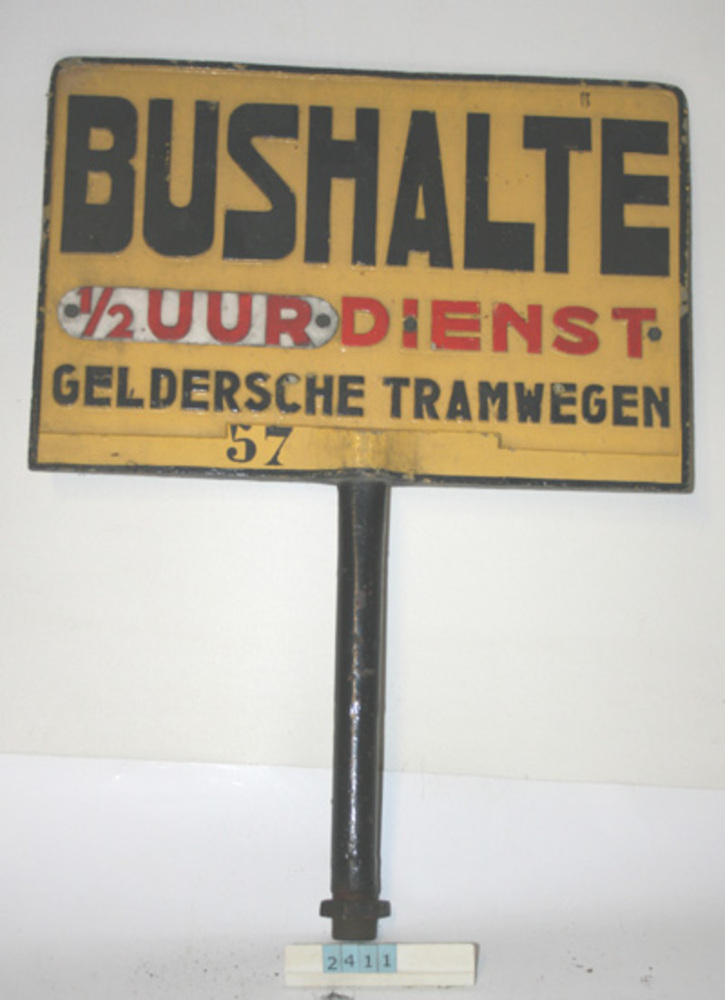 BUSHALTE
1/2 UUR DIENST
GELDERSCHE TRAMWEGEN
57
2411